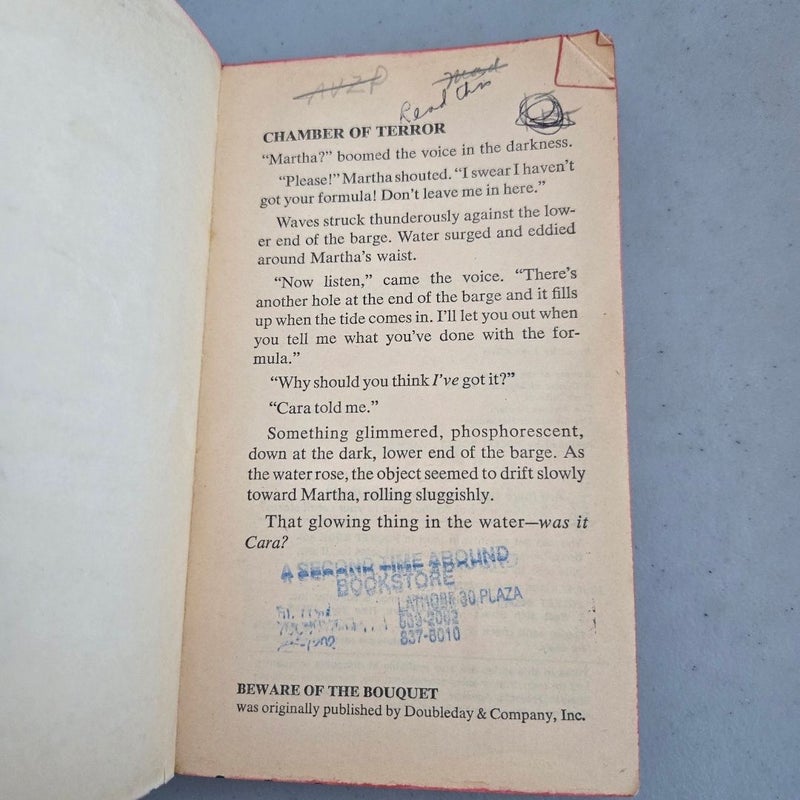 AVZP
Read this
CHAMBER OF TERROR
“Martha?” boomed the voice in the darkness.
“Please!” Martha shouted. “I swear I haven’t
got your formula! Don’t leave me in here.”
Waves struck thunderously against the low-
er end of the barge. Water surged and eddied
around Martha’s waist.
“Now listen,” came the voice. “There’s
another hole at the end of the barge and it fills
up when the tide comes in. I’ll let you out when
you tell me what you’ve done with the for-
mula.”
“Why should you think I’ve got it?”
“Cara told me.”
Something glimmered, phosphorescent,
down at the dark, lower end of the barge. As
the water rose, the object seemed to drift slowly
toward Martha, rolling sluggishly.
That glowing thing in the water—was it
Cara?
A SECOND TIME AROUND
BOOKSTORE
30 PLAZA
837-8010
BEWARE OF THE BOUQUET
was originally published by Doubleday & Company, Inc.